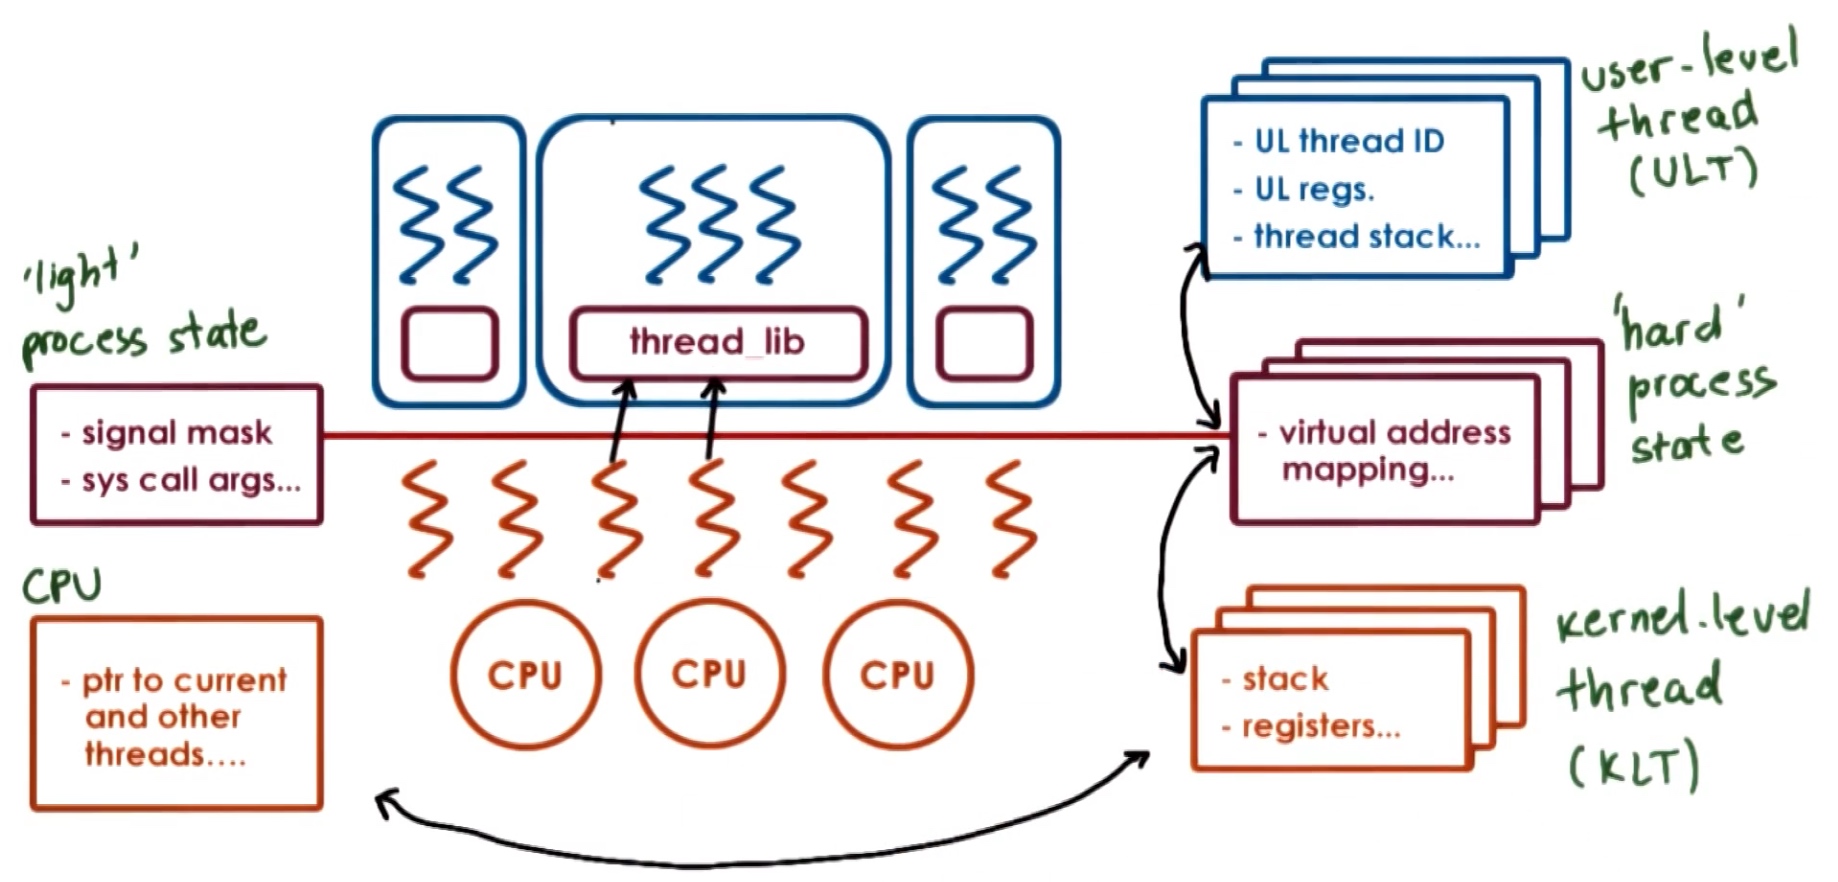 'light'
process state
- signal mask
- sys call args...
CPU
- ptr to current
and other
threads....
thread_lib
CPU
CPU
CPU
user-level
thread
(ULT)
- UL thread ID
- UL regs.
- thread stack...
'hard'
process
state
- virtual address
mapping...
kernel-level
thread
(KLT)
- stack
- registers...